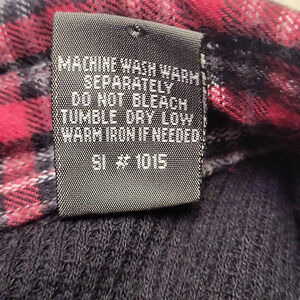 MACHINE WASH WARM
SEPARATELY
DO NOT BLEACH
TUMBLE DRY LOW
WARM IRON IF NEEDED
SI # 1015